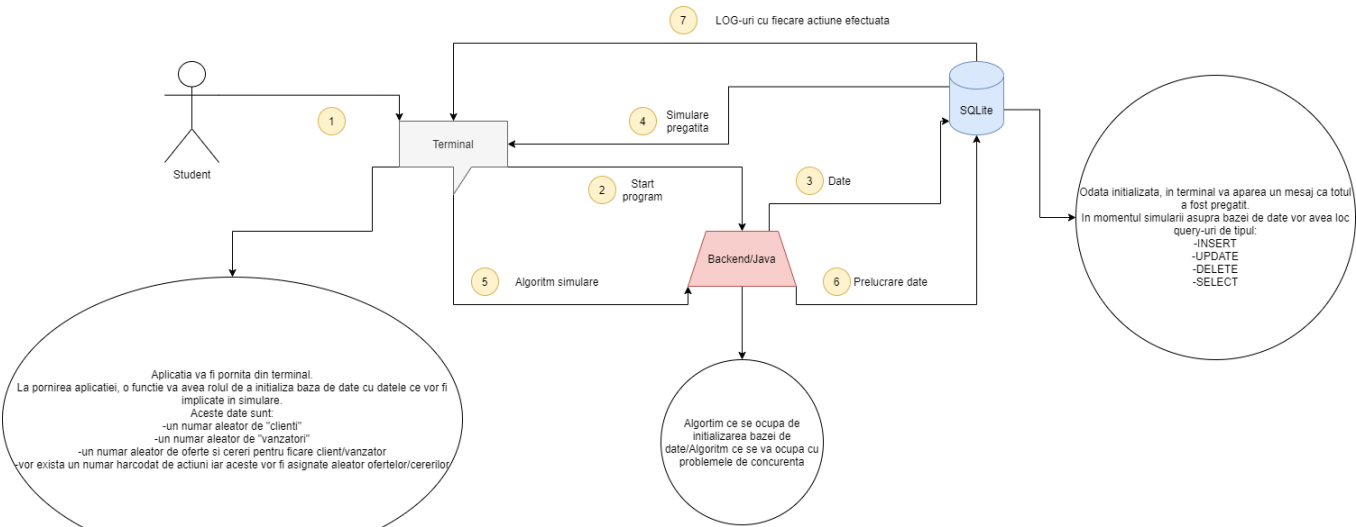 7
LOG-uri cu fiecare actiune efectuata
1
4
Simulare
pregatita
SQLite
Terminal
Student
2
Start
program
3
Date
Odata initializata, in terminal va aparea un mesaj ca totul
a fost pregatit.
In momentul simularii asupra bazei de date vor avea loc
query-uri de tipul:
-INSERT
-UPDATE
-DELETE
-SELECT
Backend/Java
5
Algoritm simulare
6
Prelucrare date
Aplicatia va fi pornita din terminal.
La pornirea aplicatiei, o functie va avea rolul de a initializa baza de date cu datele ce vor fi
implicate in simulare.
Aceste date sunt:
-un numar aleator de "clienti"
-un numar aleator de "vanzatori"
-un numar aleator de oferte si cereri pentru ficare client/vanzator
-vor exista un numar harcodat de actiuni iar aceste vor fi asignate aleator ofertelor/cererilor
Algortim ce se ocupa de
initializarea bazei de
date/Algoritm ce se va ocupa cu
problemele de concurenta